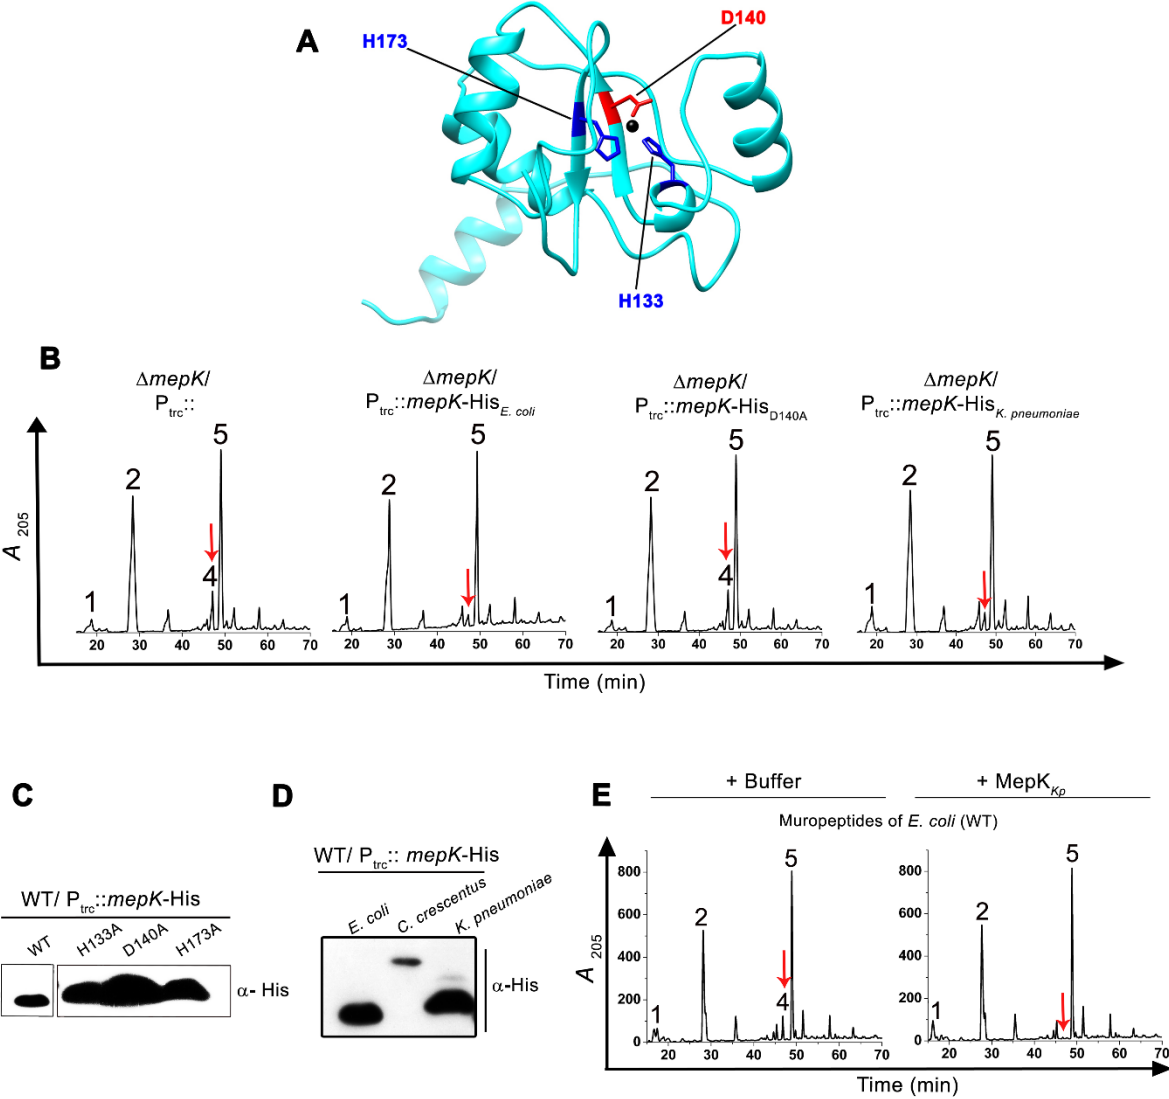 A
H173
D140
H133
B
ΔmepK/
Ptrc::
ΔmepK/
Ptrc::mepK-HisE. coli
ΔmepK/
Ptrc::mepK-HisD140A
ΔmepK/
Ptrc::mepK-HisK. pneumoniae
A 205
1 2 4 5
20 30 40 50 60 70
1 2 5
20 30 40 50 60 70
1 2 4 5
20 30 40 50 60 70
1 2 5
20 30 40 50 60 70
Time (min)
C
WT/ Ptrc::mepK-His
WT H133A D140A H173A
α- His
D
WT/ Ptrc:: mepK-His
E. coli C. crescentus K. pneumoniae
α-His
E
+ Buffer
+ MepKKp
Muropeptides of E. coli (WT)
A 205
800
600
400
200
0
1 2 4 5
20 30 40 50 60 70
800
600
400
200
0
1 2 5
20 30 40 50 60 70
Time (min)